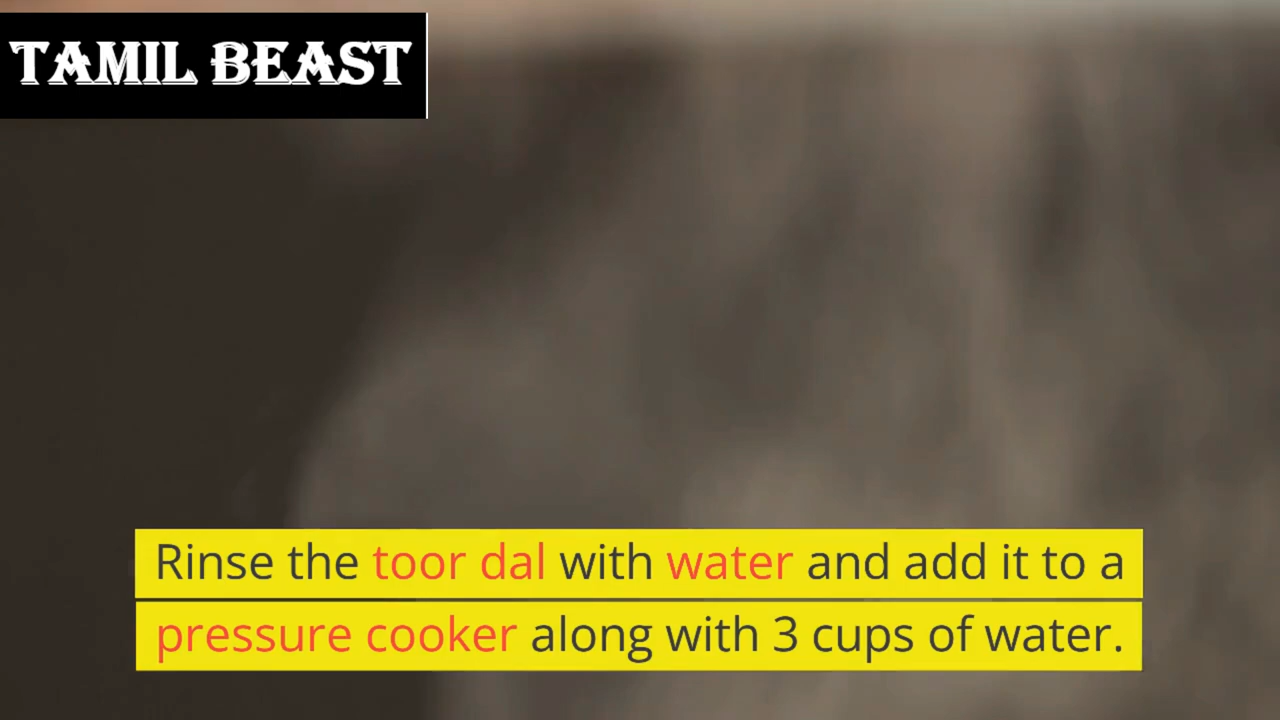 TAMIL BEAST
Rinse the toor dal with water and add it to a
pressure cooker along with 3 cups of water.